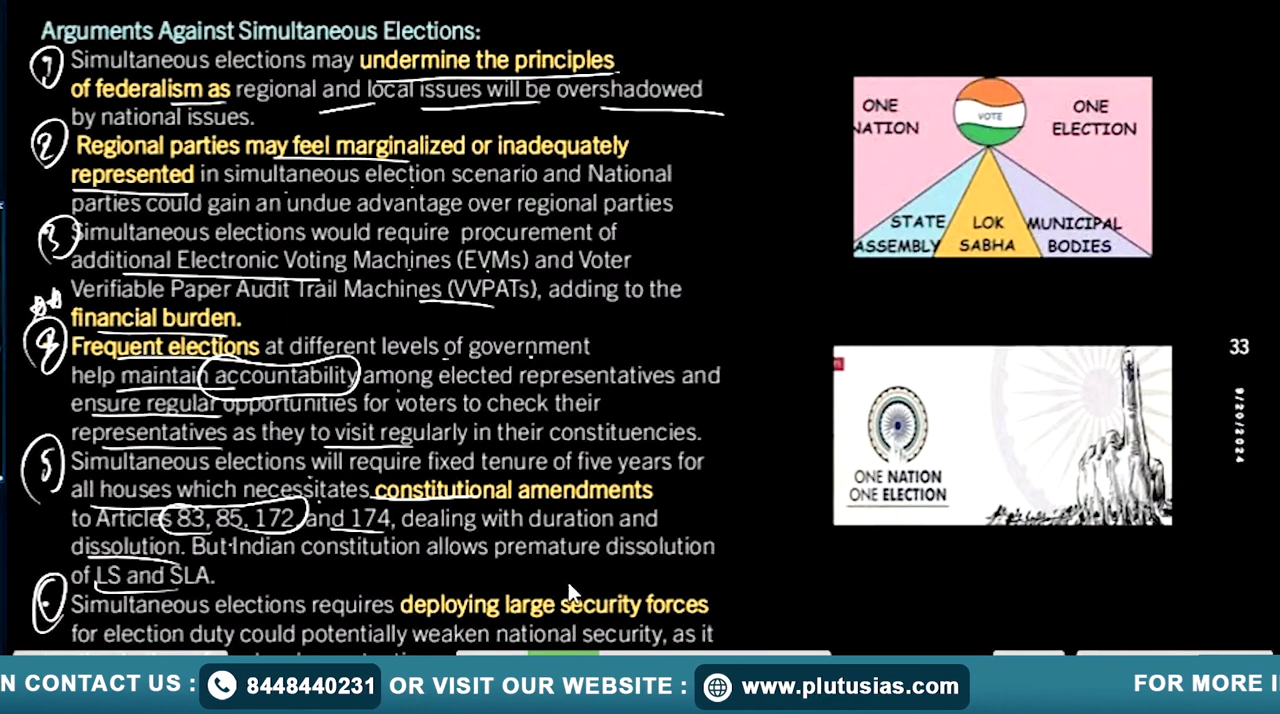 Arguments Against Simultaneous Elections:
1 Simultaneous elections may undermine the principles
of federalism as regional and local issues will be overshadowed
by national issues.
2 Regional parties may feel marginalized or inadequately
represented in simultaneous election scenario and National
parties could gain an undue advantage over regional parties
3 Simultaneous elections would require procurement of
additional Electronic Voting Machines (EVMs) and Voter
Verifiable Paper Audit Trail Machines (VVPATs), adding to the
financial burden.
4 Frequent elections at different levels of government
help maintain accountability among elected representatives and
ensure regular opportunities for voters to check their
representatives as they to visit regularly in their constituencies.
5 Simultaneous elections will require fixed tenure of five years for
all houses which necessitates constitutional amendments
to Articles 83, 85, 172, and 174, dealing with duration and
dissolution. But Indian constitution allows premature dissolution
of LS and SLA.
Simultaneous elections requires deploying large security forces
for election duty could potentially weaken national security, as it
ONE
NATION
VOTE
ONE
ELECTION
STATE
ASSEMBLY
LOK
SABHA
MUNICIPAL
BODIES
ONE NATION
ONE ELECTION
33
9/20/2024
N CONTACT US : 8448440231 OR VISIT OUR WEBSITE : www.plutusias.com FOR MORE I